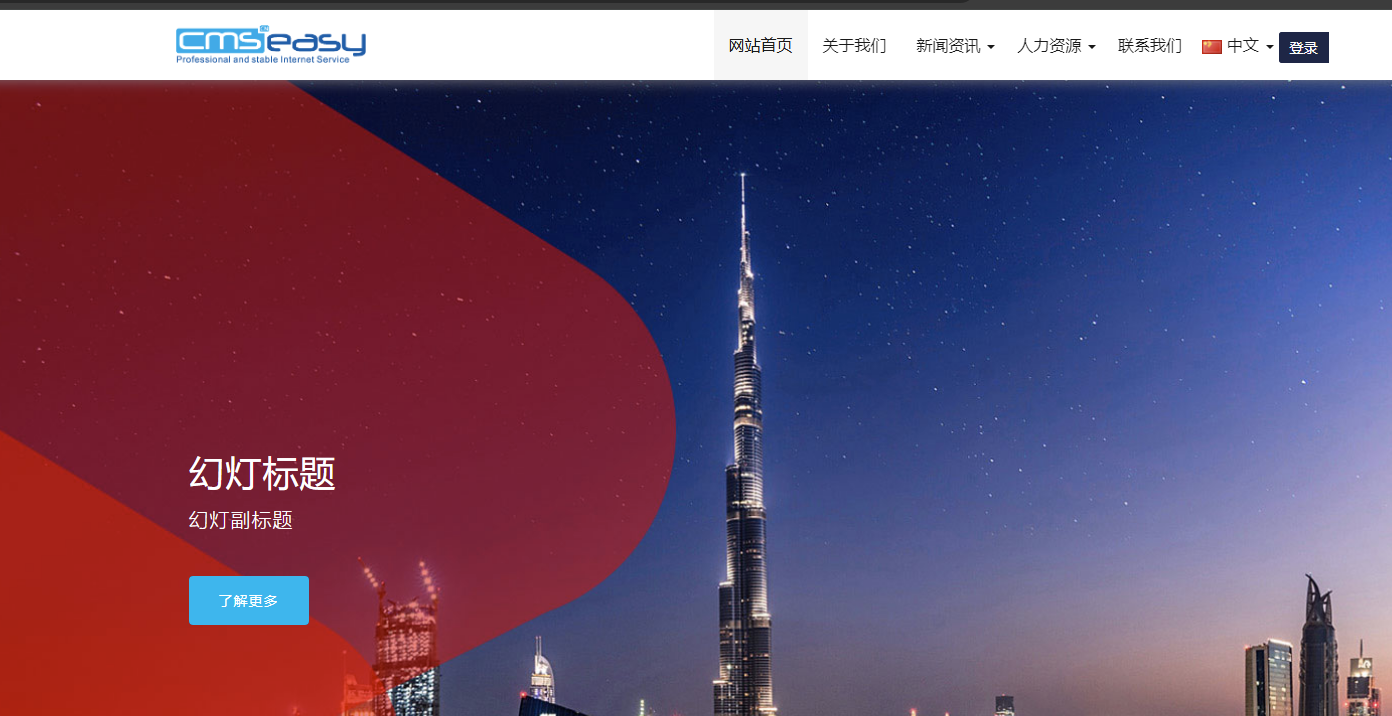 cmseasy
Professional and stable Internet Service
网站首页 关于我们 新闻资讯 人力资源 联系我们 中文 登录
幻灯标题
幻灯副标题
了解更多